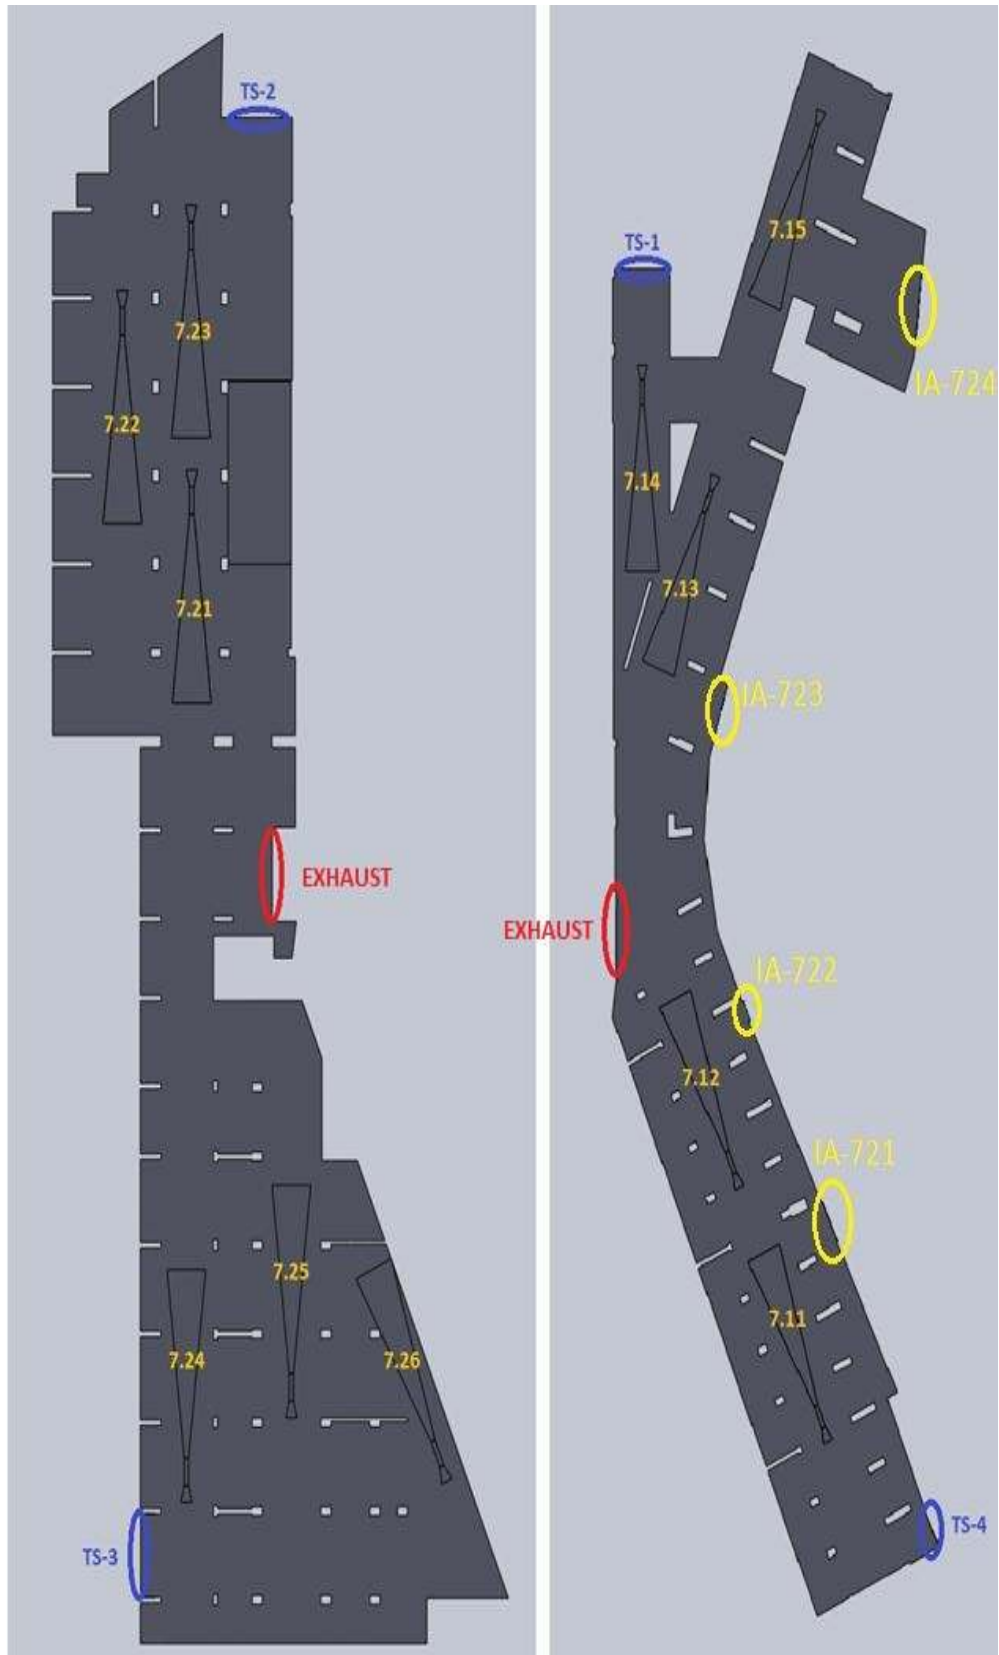 TS-2
7.23
7.22
7.21
EXHAUST
7.25
7.24
7.26
TS-3
7.15
TS-1
IA-724
7.14
7.13
IA-723
EXHAUST
IA-722
7.12
IA-721
7.11
TS-4